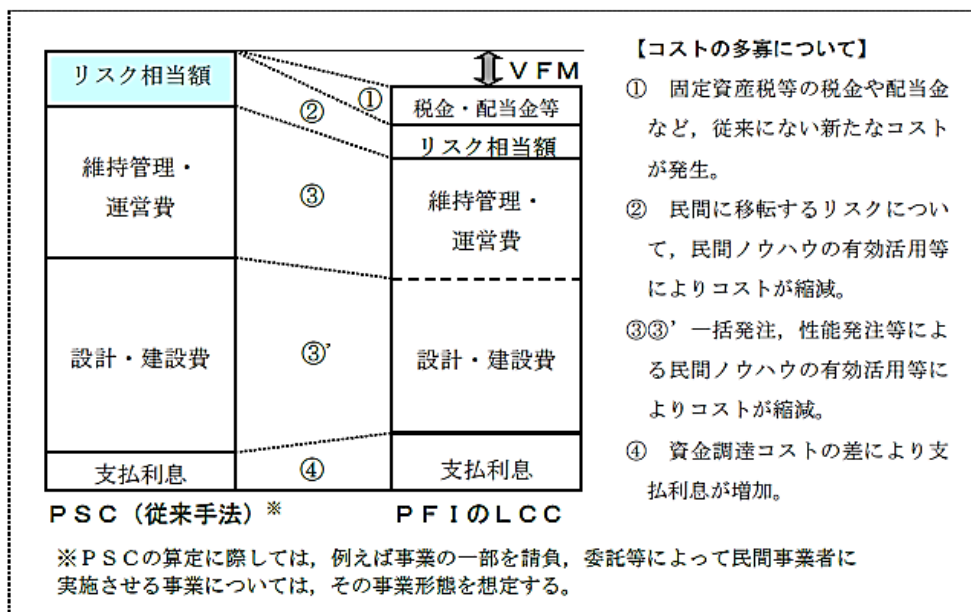 リスク相当額
維持管理・
運営費
設計・建設費
支払利息
PSC（従来手法）※
①
②
③
③’
④
VFM
税金・配当金等
リスク相当額
維持管理・
運営費
設計・建設費
支払利息
PFIのLCC
【コストの多寡について】
① 固定資産税等の税金や配当金
など，従来にない新たなコスト
が発生。
② 民間に移転するリスクについ
て，民間ノウハウの有効活用等
によりコストが縮減。
③③’ 一括発注，性能発注等によ
る民間ノウハウの有効活用等に
よりコストが縮減。
④ 資金調達コストの差により支
払利息が増加。
※PSCの算定に際しては，例えば事業の一部を請負，委託等によって民間事業者に
実施させる事業については，その事業形態を想定する。